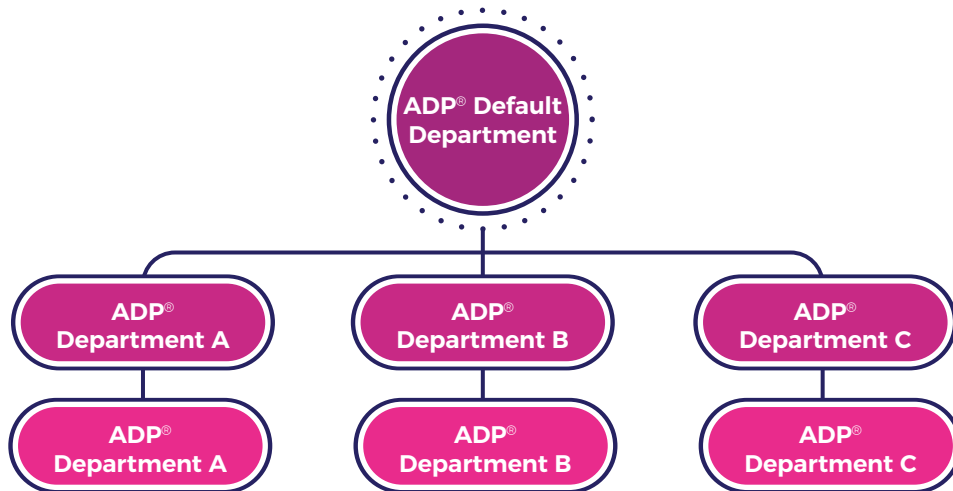 ADP® Default
Department
ADP®
Department A
ADP®
Department B
ADP®
Department C
ADP®
Department A
ADP®
Department B
ADP®
Department C